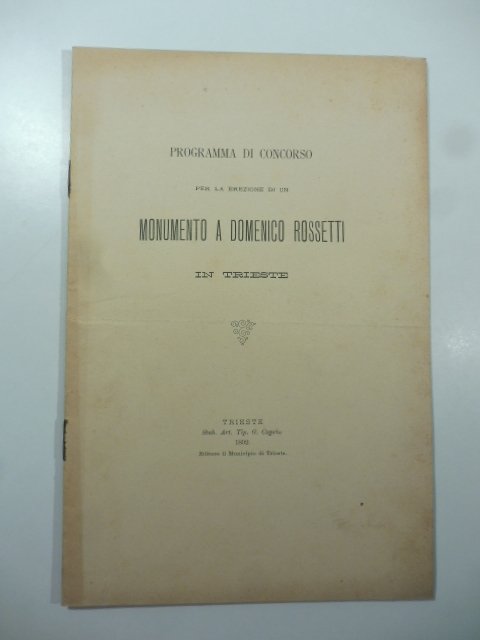 PROGRAMMA DI CONCORSO
PER LA EREZIONE DI UN
MONUMENTO A DOMENICO ROSSETTI
IN TRIESTE
TRIESTE
Stab. Art. Tip. G. Caprin
1892
Editore il Municipio di Trieste.